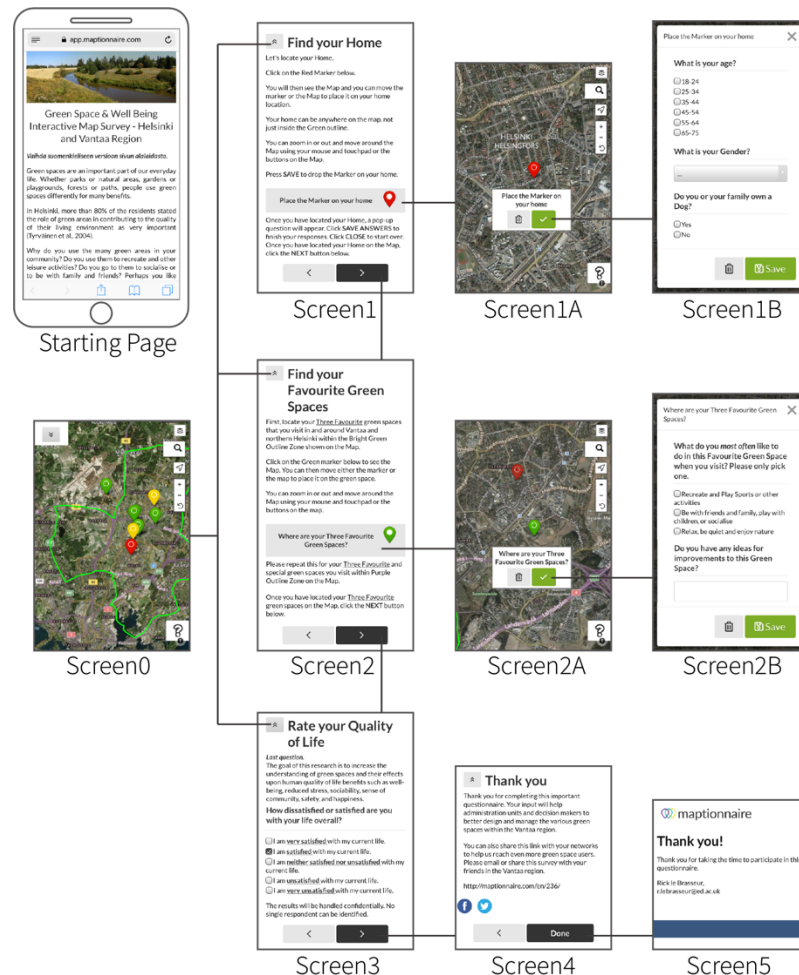 app.maptionnaire.com
Green Space & Well Being
Interactive Map Survey - Helsinki
and Vantaa Region
Vaihda suomenkieliseen versioon sivun alalaidasta.
Green spaces are an important part of our everyday
life. Whether parks or natural areas, gardens or
playgrounds, forests or paths, people use green
spaces differently for many benefits.
In Helsinki, more than 80% of the residents stated
the role of green areas in contributing to the quality
of their living environment as very important
(Tyrväinen et al., 2004).
Why do you use the many green areas in your
community? Do you use them to recreate and other
leisure activities? Do you go to them to socialise or
to be with family and friends? Perhaps you like
Starting Page
Find your Home
Let's locate your Home.
Click on the Red Marker below.
You will then see the Map and you can move the
marker or the Map to place it on your home
location.
Your home can be anywhere on the map, not
just inside the Green outline.
You can zoom in or out and move around the
Map using your mouse and touchpad or the
buttons on the Map.
Press SAVE to drop the Marker on your home.
Place the Marker on your home
Once you have located your Home, a pop-up
question will appear. Click SAVE ANSWERS to
finish your responses. Click CLOSE to start over.
Once you have located your Home on the Map,
click the NEXT button below.
Screen1
HELSINKI
HELSINGFORS
Place the Marker on
your home
Screen1A
Place the Marker on your home
What is your age?
18-24
25-34
35-44
45-54
55-64
65-75
What is your Gender?
...
Do you or your family own a
Dog?
Yes
No
Save
Screen1B
Screen0
Find your
Favourite Green
Spaces
First, locate your Three Favourite green spaces
that you visit in and around Vantaa and
northern Helsinki within the Bright Green
Outline Zone shown on the Map.
Click on the Green marker below to see the
Map. You can then move either the marker or
the map to place it on the green space.
You can zoom in or out and move around the
Map using your mouse and touchpad or the
buttons on the map.
Where are your Three Favourite
Green Spaces?
Please repeat this for your Three Favourite and
special green spaces you visit within Purple
Outline Zone on the Map.
Once you have located your Three Favourite
green spaces on the Map, click the NEXT button
below.
Screen2
Where are your Three
Favourite Green Spaces?
Screen2A
Where are your Three Favourite Green
Spaces?
What do you most often like to
do in this Favourite Green Space
when you visit? Please only pick
one.
Recreate and Play Sports or other
activities
Be with friends and family, play with
children, or socialise
Relax, be quiet and enjoy nature
Do you have any ideas for
improvements to this Green
Space?
Save
Screen2B
Rate your Quality
of Life
Last question.
The goal of this research is to increase the
understanding of green spaces and their effects
upon human quality of life benefits such as well-
being, reduced stress, sociability, sense of
community, safety, and happiness.
How dissatisfied or satisfied are you
with your life overall?
I am very satisfied with my current life.
I am satisfied with my current life.
I am neither satisfied nor unsatisfied with my
current life.
I am unsatisfied with my current life.
I am very unsatisfied with my current life.
The results will be handled confidentially. No
single respondent can be identified.
Screen3
Thank you
Thank you for completing this important
questionnaire. Your input will help
administration units and decision makers to
better design and manage the various green
spaces within the Vantaa region.
You can also share this link with your networks
to help us reach even more green space users.
Please email or share this survey with your
friends in the Vantaa region.
http://maptionnaire.com/en/236/
Done
Screen4
maptionnaire
Thank you!
Thank you for taking the time to participate in this
questionnaire.
Rick le Brasseur,
r.lebrasseur@ed.ac.uk
Screen5